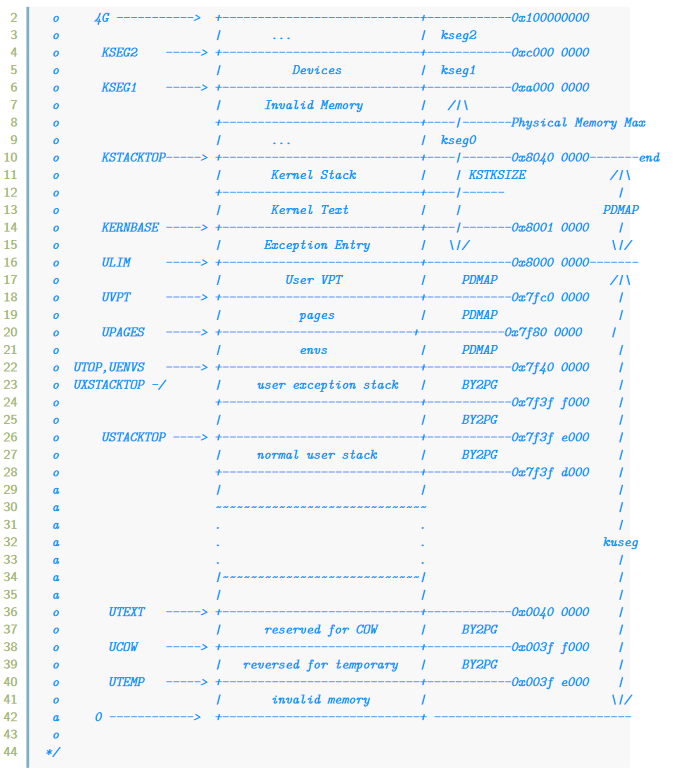 2 o 4G -----------> +----------------------------+------------0x100000000
3 o | ... | kseg2
4 o KSEG2 -----> +----------------------------+------------0xc000 0000
5 o | Devices | kseg1
6 o KSEG1 -----> +----------------------------+------------0xa000 0000
7 o | Invalid Memory | /|\
8 o +----------------------------+----|-------Physical Memory Max
9 o | ... | kseg0
10 o KSTACKTOP-----> +----------------------------+----|-------0x8040 0000-------end
11 o | Kernel Stack | | KSTKSIZE /|\
12 o +----------------------------+----|------ |
13 o | Kernel Text | | PDMAP
14 o KERNBASE -----> +----------------------------+----|-------0x8001 0000 |
15 o | Exception Entry | \|/ \|/
16 o ULIM -----> +----------------------------+------------0x8000 0000-------
17 o | User VPT | PDMAP /|\
18 o UVPT -----> +----------------------------+------------0x7fc0 0000 |
19 o | pages | PDMAP |
20 o UPAGES -----> +---------------------------+------------0x7f80 0000 |
21 o | envs | PDMAP |
22 o UTOP,UENVS -----> +----------------------------+------------0x7f40 0000 |
23 o UXSTACKTOP -/ | user exception stack | BY2PG |
24 o +----------------------------+------------0x7f3f f000 |
25 o | | BY2PG |
26 o USTACKTOP ----> +----------------------------+------------0x7f3f e000 |
27 o | normal user stack | BY2PG |
28 o +----------------------------+------------0x7f3f d000 |
29 a | | |
30 a ~~~~~~~~~~~~~~~~~~~~~~~~~~~~~~ |
31 a . . |
32 a . . kuseg
33 a . . |
34 a |~~~~~~~~~~~~~~~~~~~~~~~~~~~~| |
35 a | | |
36 o UTEXT -----> +----------------------------+------------0x0040 0000 |
37 o | reserved for COW | BY2PG |
38 o UCOW -----> +----------------------------+------------0x003f f000 |
39 o | reversed for temporary | BY2PG |
40 o UTEMP -----> +----------------------------+------------0x003f e000 |
41 o | invalid memory | \|/
42 a 0 ------------> +----------------------------+ ----------------------------
43 o
44 */